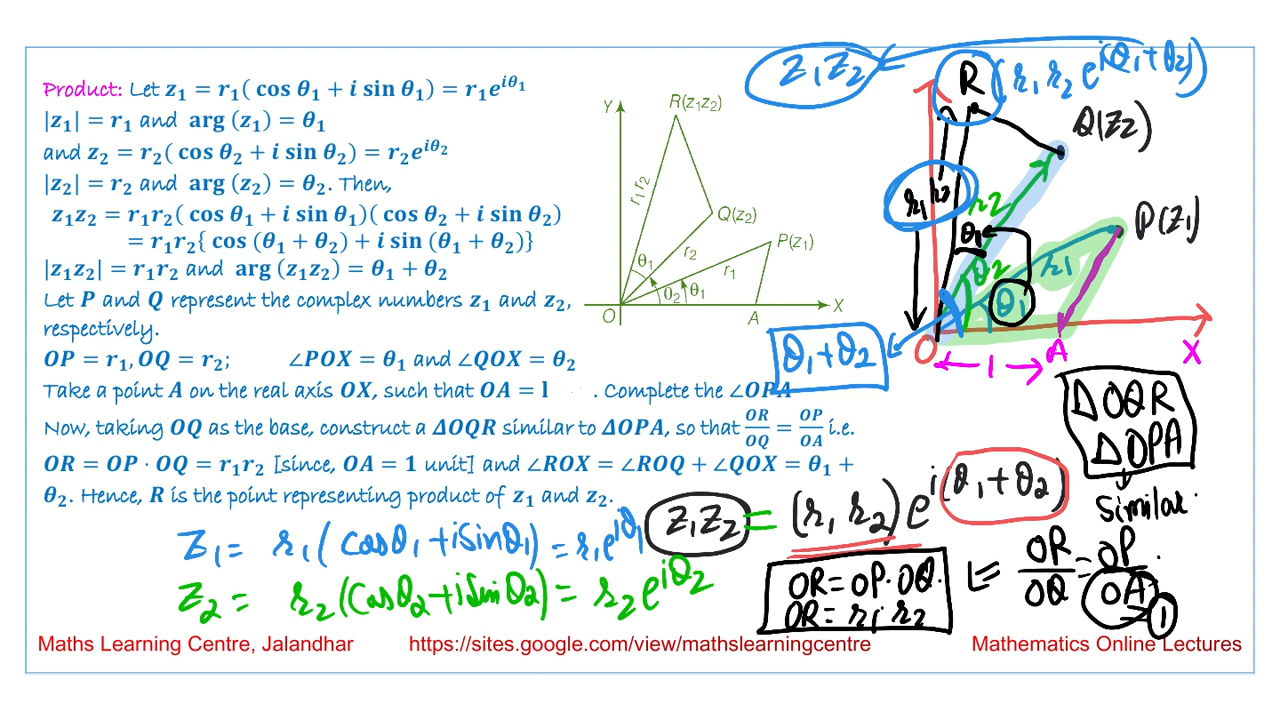 Product: Let z₁ = r₁( cos θ₁ + i sin θ₁) = r₁e^{iθ₁}
|z₁| = r₁ and arg (z₁) = θ₁
and z₂ = r₂( cos θ₂ + i sin θ₂) = r₂e^{iθ₂}
|z₂| = r₂ and arg (z₂) = θ₂. Then,
z₁z₂ = r₁r₂( cos θ₁ + i sin θ₁)( cos θ₂ + i sin θ₂)
= r₁r₂{ cos (θ₁ + θ₂) + i sin (θ₁ + θ₂)}
|z₁z₂| = r₁r₂ and arg (z₁z₂) = θ₁ + θ₂
Let P and Q represent the complex numbers z₁ and z₂,
respectively.
OP = r₁, OQ = r₂; ∠POX = θ₁ and ∠QOX = θ₂
Take a point A on the real axis OX, such that OA = 1 . Complete the ∠OPA
Now, taking OQ as the base, construct a ΔOQR similar to ΔOPA, so that OR/OQ = OP/OA i.e.
OR = OP · OQ = r₁r₂ [since, OA = 1 unit] and ∠ROX = ∠ROQ + ∠QOX = θ₁ +
θ₂. Hence, R is the point representing product of z₁ and z₂.
Y
R(z₁z₂)
r₁r₂
Q(z₂)
P(z₁)
θ₁
r₂
r₁
θ₂
θ₁
O
A
X
z₁z₂
R (r₁ r₂ e^{i(θ₁+θ₂)})
Q(z₂)
r₁r₂
r₂
P(z₁)
θ₁
θ₂
r₁
θ₁
θ₁+θ₂
O
1
A
X
ΔOQR
ΔOPA
Similar
z₁ = r₁(cosθ₁+isinθ₁) = r₁e^{iθ₁}
z₁z₂ = (r₁ r₂) e^{i(θ₁+θ₂)}
z₂ = r₂(cosθ₂+isinθ₂) = r₂e^{iθ₂}
OR = OP·OQ
OR = r₁ r₂
OR/OQ = OP/OA
1
Maths Learning Centre, Jalandhar
https://sites.google.com/view/mathslearningcentre
Mathematics Online Lectures